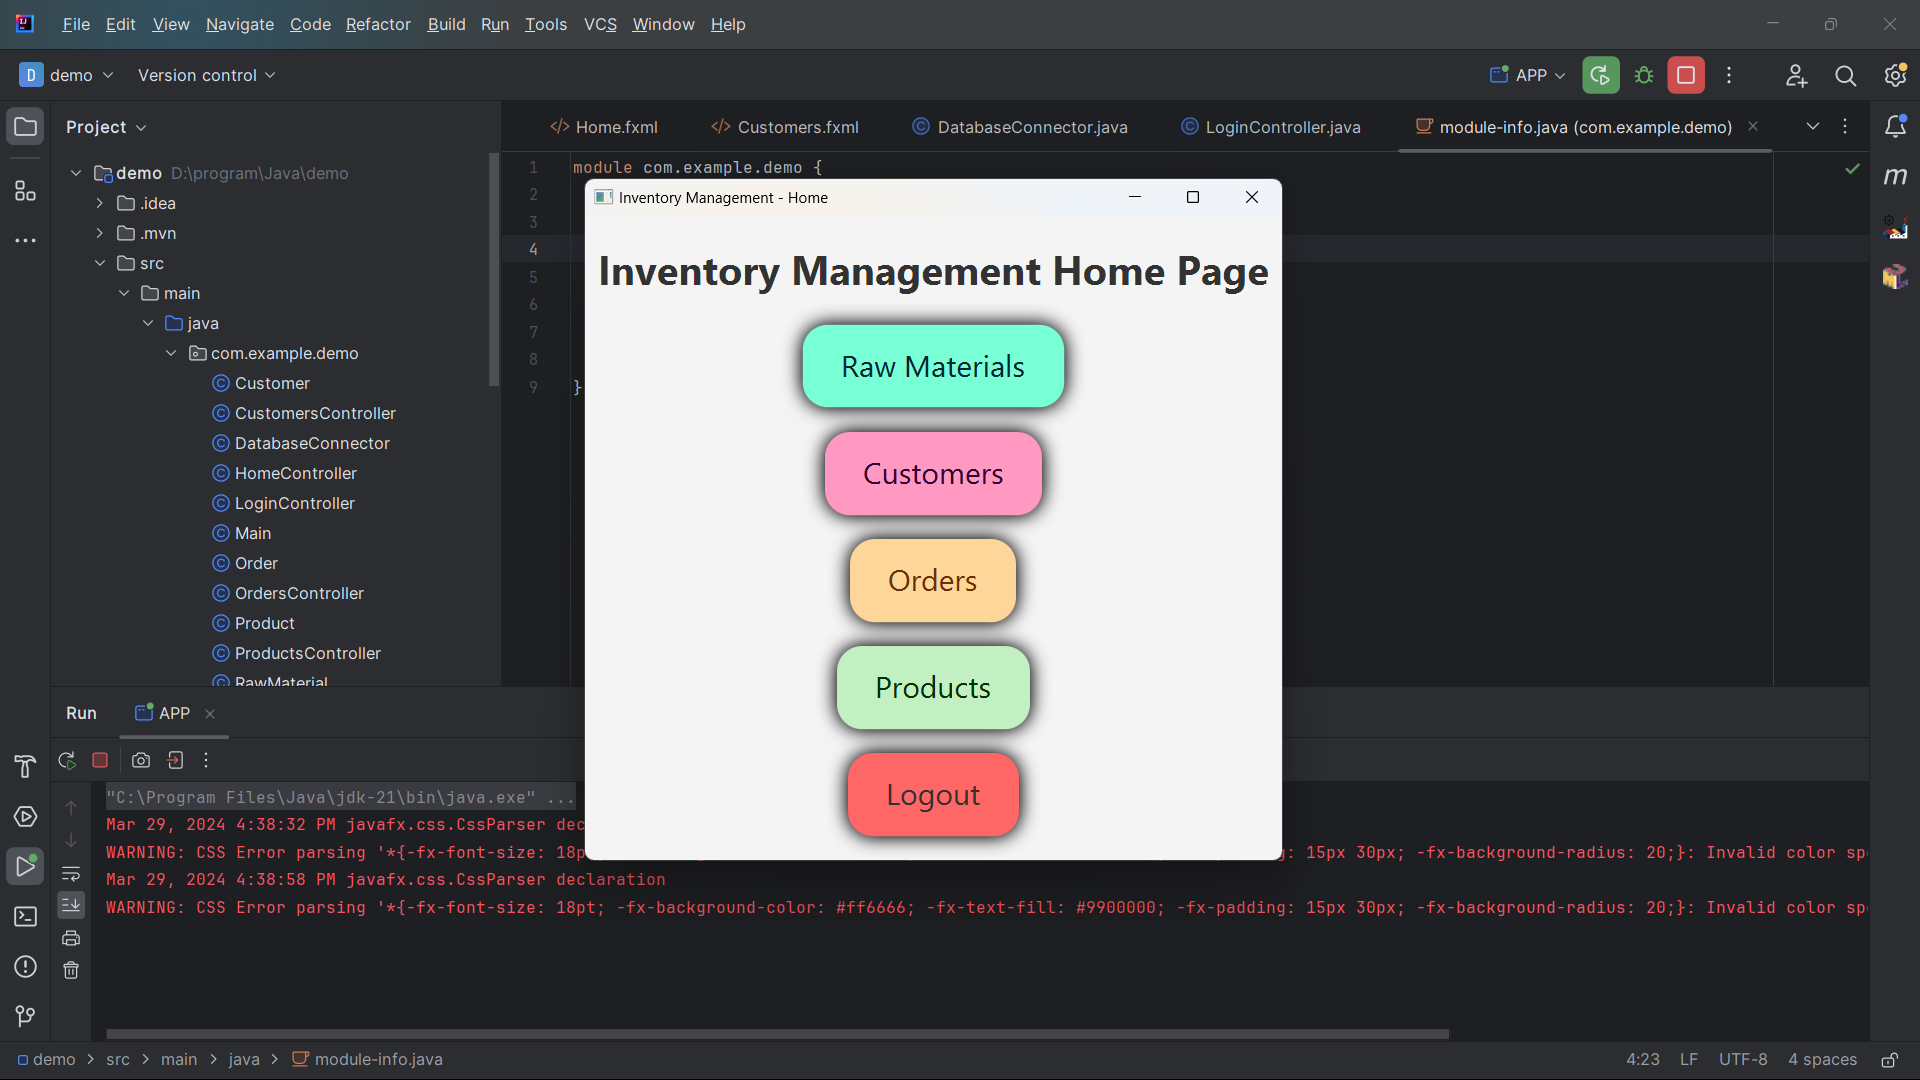 File Edit View Navigate Code Refactor Build Run Tools VCS Window Help
D demo Version control APP
Project
Home.fxml Customers.fxml DatabaseConnector.java LoginController.java module-info.java (com.example.demo)
demo D:\program\Java\demo
.idea
.mvn
src
main
java
com.example.demo
Customer
CustomersController
DatabaseConnector
HomeController
LoginController
Main
Order
OrdersController
Product
ProductsController
RawMaterial
1 module com.example.demo {
2
3
4
5
6
7
8
9 }
Inventory Management - Home
Inventory Management Home Page
Raw Materials
Customers
Orders
Products
Logout
m
Run APP
"C:\Program Files\Java\jdk-21\bin\java.exe" ...
Mar 29, 2024 4:38:32 PM javafx.css.CssParser dec
WARNING: CSS Error parsing '*{-fx-font-size: 18p : 15px 30px; -fx-background-radius: 20;}: Invalid color sp
Mar 29, 2024 4:38:58 PM javafx.css.CssParser declaration
WARNING: CSS Error parsing '*{-fx-font-size: 18pt; -fx-background-color: #ff6666; -fx-text-fill: #9900000; -fx-padding: 15px 30px; -fx-background-radius: 20;}: Invalid color sp
demo > src > main > java > module-info.java 4:23 LF UTF-8 4 spaces